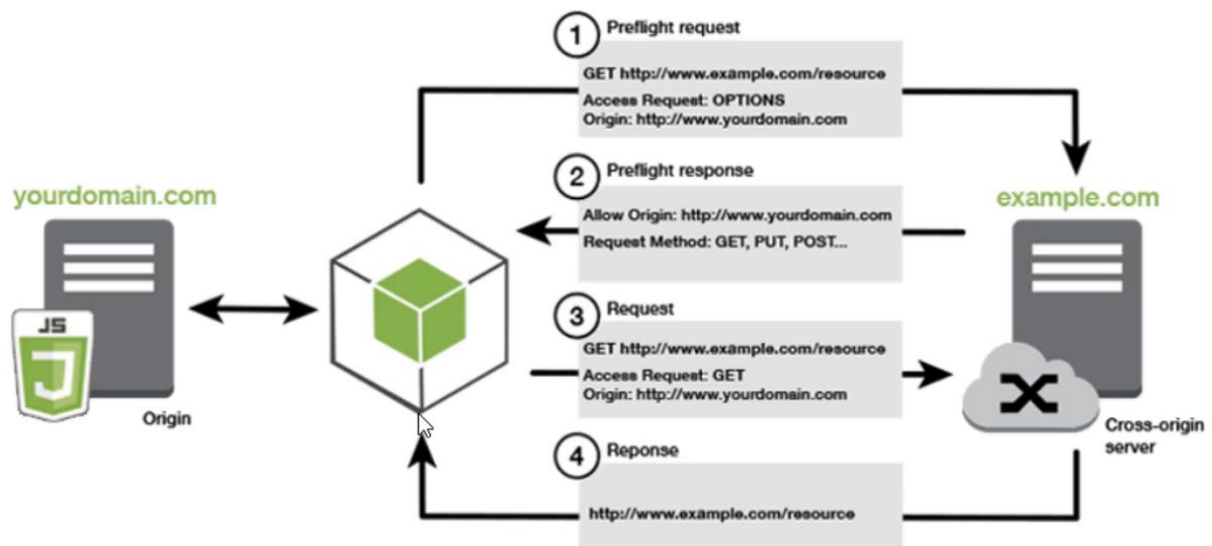 1
Preflight request
GET http://www.example.com/resource
Access Request: OPTIONS
Origin: http://www.yourdomain.com
2
Preflight response
Allow Origin: http://www.yourdomain.com
Request Method: GET, PUT, POST...
yourdomain.com
example.com
JS
J
Origin
3
Request
GET http://www.example.com/resource
Access Request: GET
Origin: http://www.yourdomain.com
Cross-origin
server
4
Reponse
http://www.example.com/resource